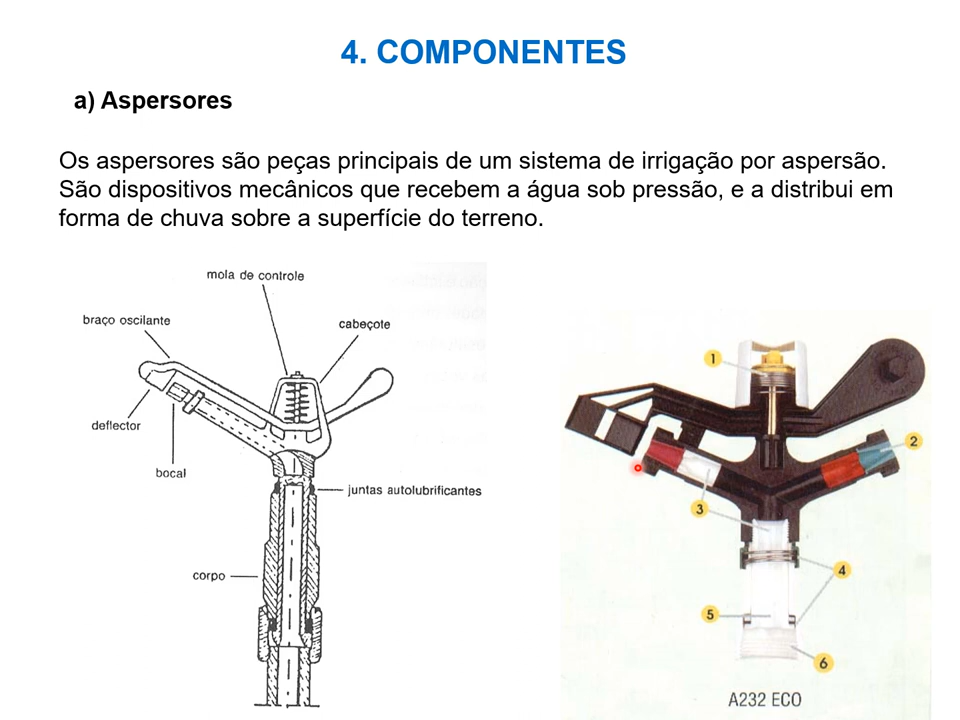 4. COMPONENTES
a) Aspersores
Os aspersores são peças principais de um sistema de irrigação por aspersão.
São dispositivos mecânicos que recebem a água sob pressão, e a distribui em
forma de chuva sobre a superfície do terreno.
mola de controle
braço oscilante
cabeçote
deflector
bocal
juntas autolubrificantes
corpo
1
2
3
4
5
6
A232 ECO